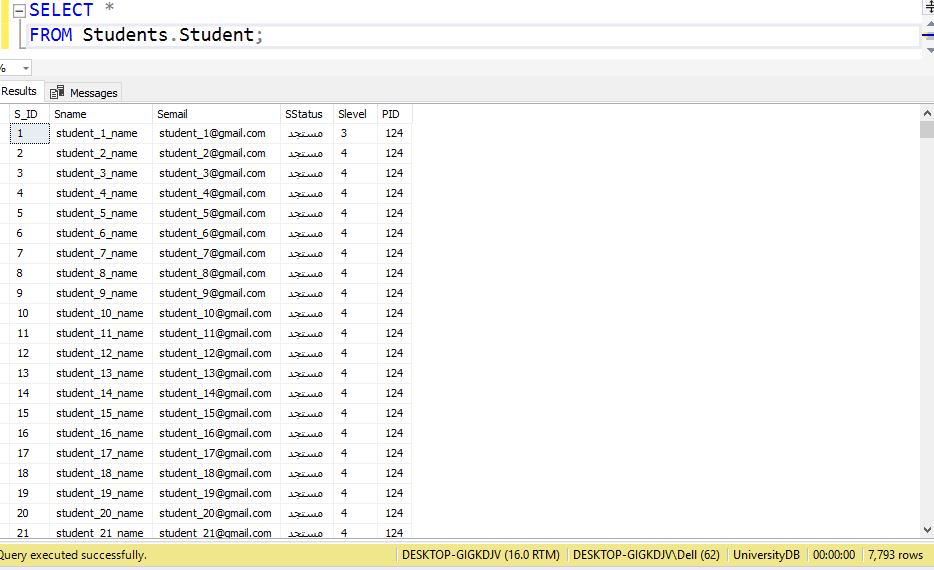 SELECT *
FROM Students.Student;
%
Results Messages
S_ID Sname Semail SStatus Slevel PID
1 student_1_name student_1@gmail.com مستجد 3 124
2 student_2_name student_2@gmail.com مستجد 4 124
3 student_3_name student_3@gmail.com مستجد 4 124
4 student_4_name student_4@gmail.com مستجد 4 124
5 student_5_name student_5@gmail.com مستجد 4 124
6 student_6_name student_6@gmail.com مستجد 4 124
7 student_7_name student_7@gmail.com مستجد 4 124
8 student_8_name student_8@gmail.com مستجد 4 124
9 student_9_name student_9@gmail.com مستجد 4 124
10 student_10_name student_10@gmail.com مستجد 4 124
11 student_11_name student_11@gmail.com مستجد 4 124
12 student_12_name student_12@gmail.com مستجد 4 124
13 student_13_name student_13@gmail.com مستجد 4 124
14 student_14_name student_14@gmail.com مستجد 4 124
15 student_15_name student_15@gmail.com مستجد 4 124
16 student_16_name student_16@gmail.com مستجد 4 124
17 student_17_name student_17@gmail.com مستجد 4 124
18 student_18_name student_18@gmail.com مستجد 4 124
19 student_19_name student_19@gmail.com مستجد 4 124
20 student_20_name student_20@gmail.com مستجد 4 124
21 student_21_name student_21@gmail.com مستجد 4 124
Query executed successfully. DESKTOP-GIGKDJV (16.0 RTM) DESKTOP-GIGKDJV\Dell (62) UniversityDB 00:00:00 7,793 rows